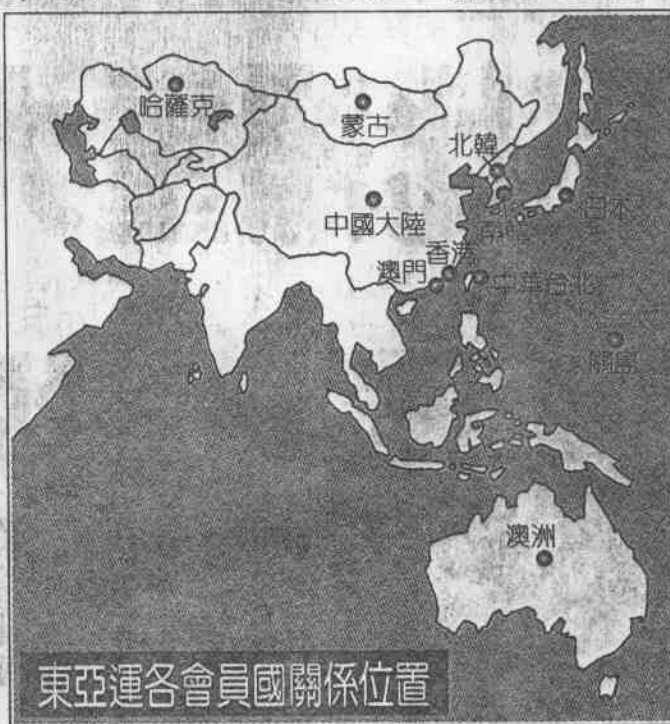 哈薩克
蒙古
北韓
中國大陸
日本
香港
澳門
中華台北
關島
澳洲
東亞運各會員國關係位置